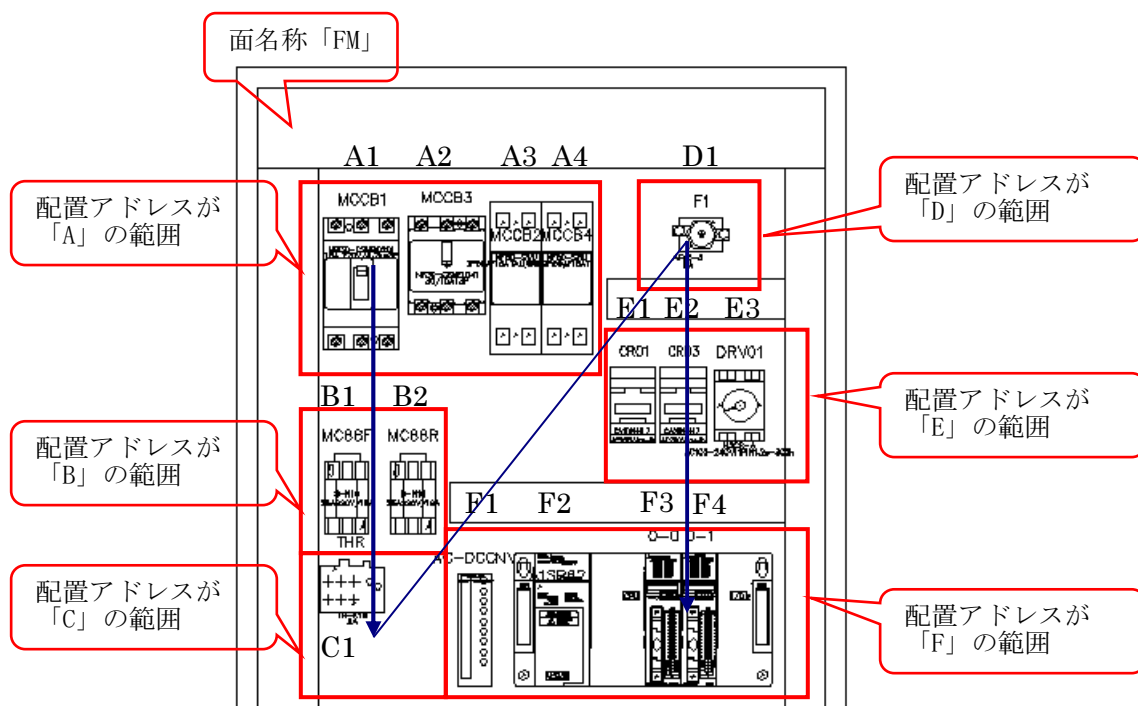 面名称「FM」
A1 A2 A3 A4 D1
配置アドレスが
「A」の範囲
配置アドレスが
「D」の範囲
MCCB1 MCCB3 MCCB2 MCCB4 F1
E1 E2 E3
CR01 CR03 DRV01
B1 B2
配置アドレスが
「B」の範囲
配置アドレスが
「E」の範囲
MC88F MC88R
THR
F1 F2 F3 F4
0-0 0-1
AC-DCCNV
配置アドレスが
「C」の範囲
配置アドレスが
「F」の範囲
C1